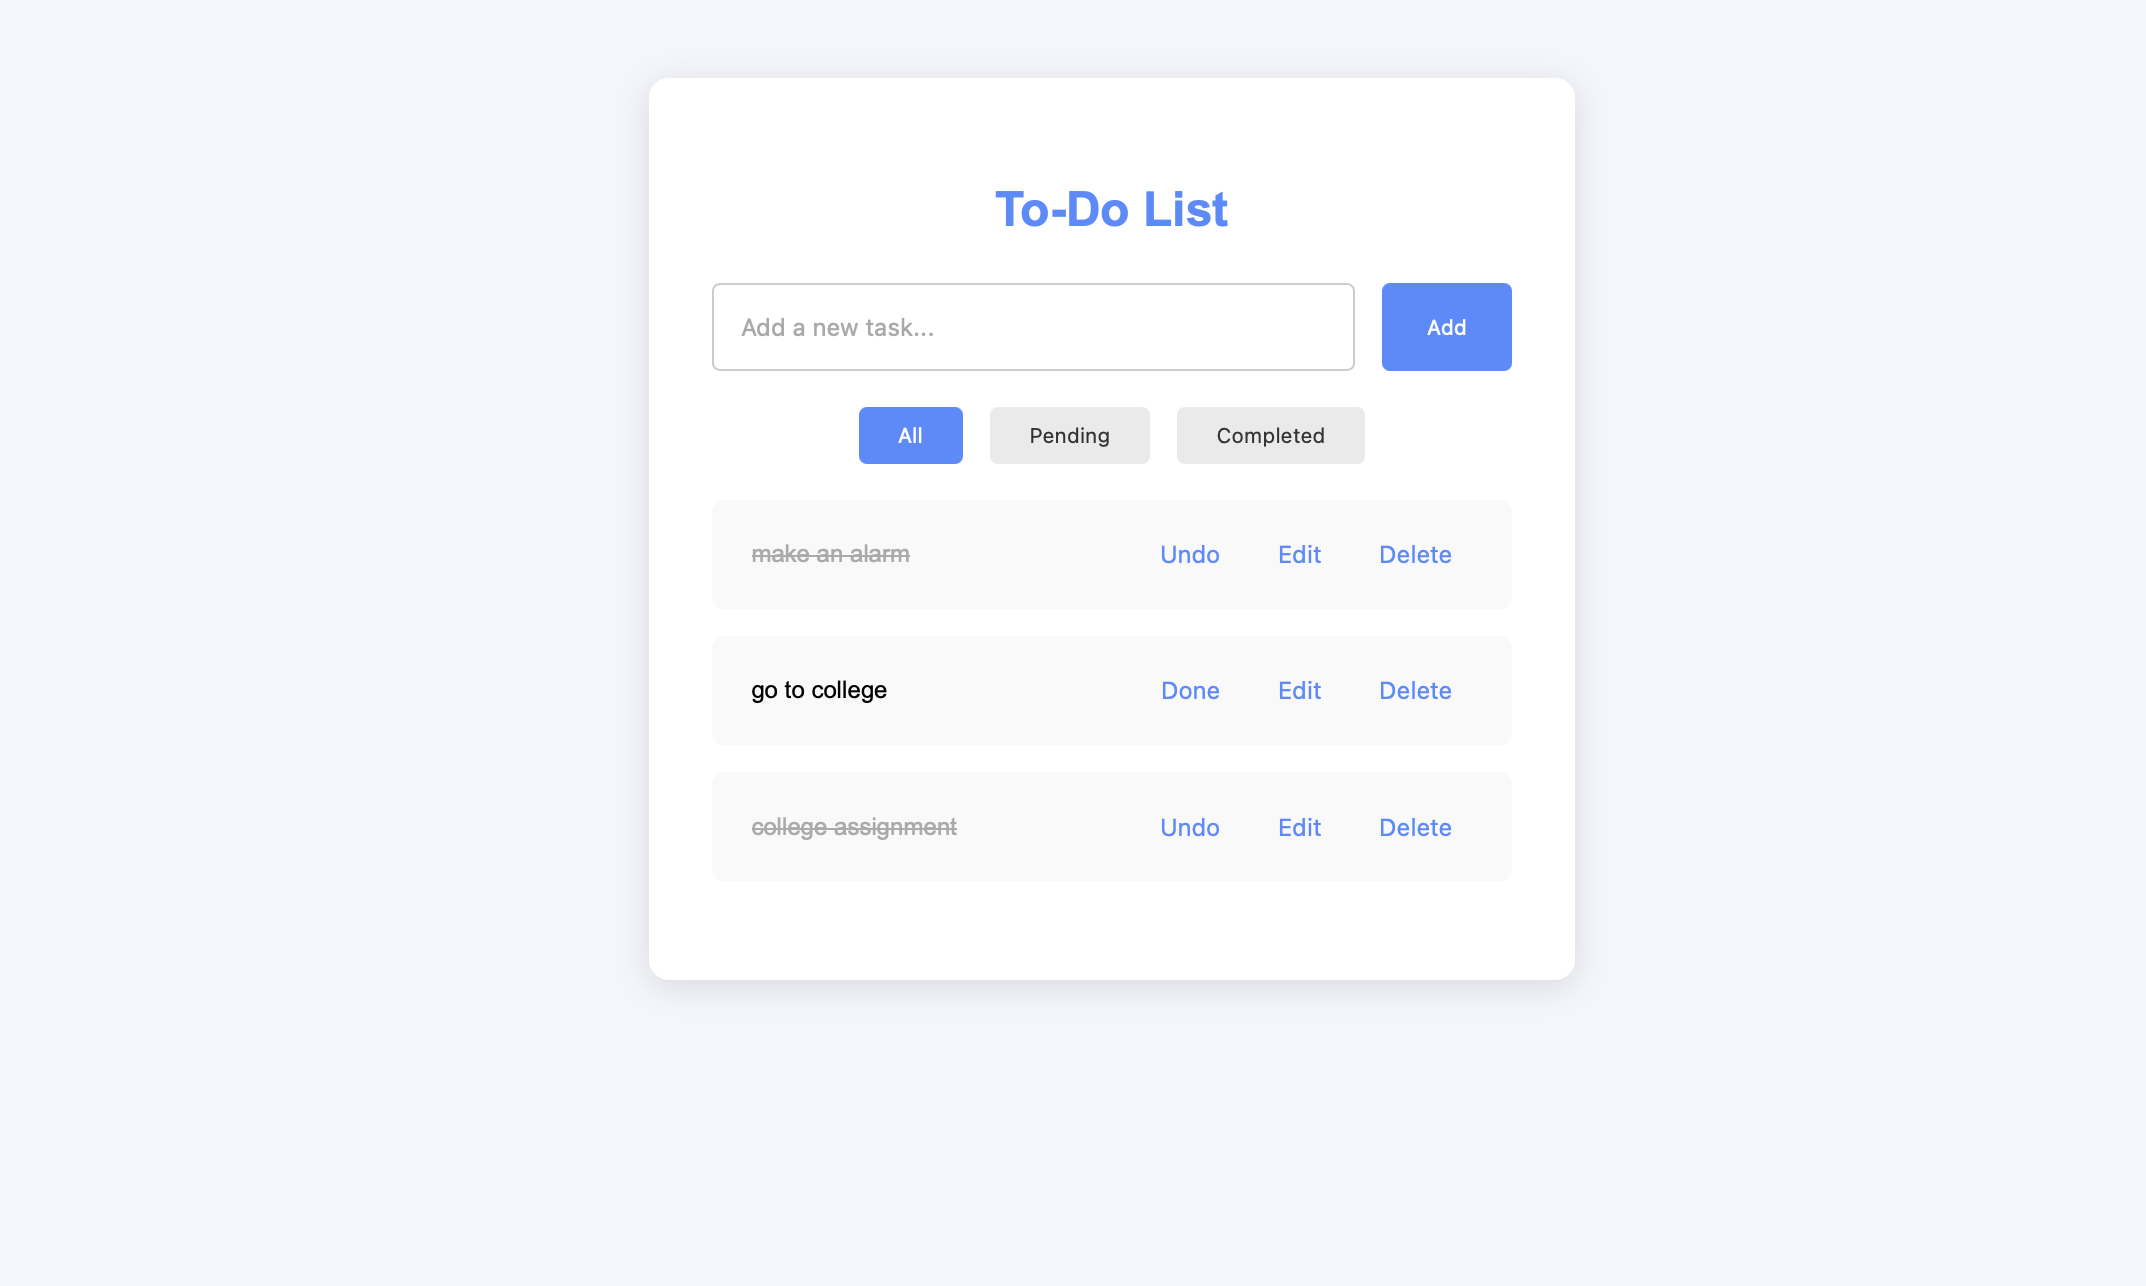 To-Do List
Add a new task...
Add
All
Pending
Completed
make an alarm
Undo
Edit
Delete
go to college
Done
Edit
Delete
college assignment
Undo
Edit
Delete